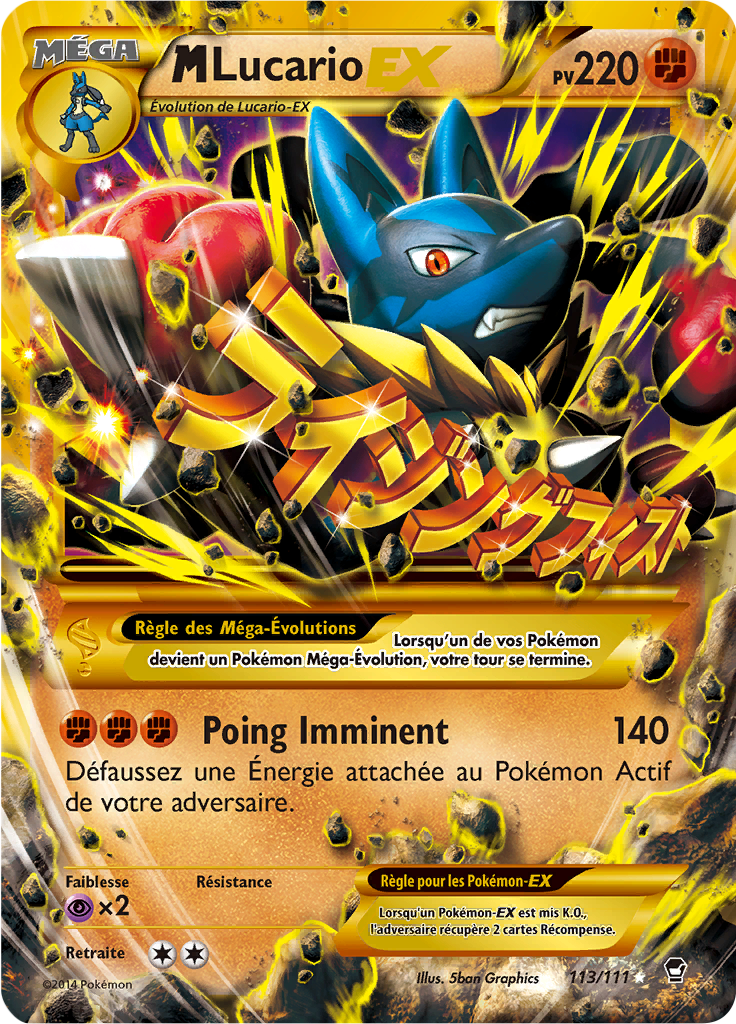 MÉGA
MLucarioEX
PV220
Évolution de Lucario-EX
ライジングフィスト
Règle des Méga-Évolutions
Lorsqu'un de vos Pokémon
devient un Pokémon Méga-Évolution, votre tour se termine.
Poing Imminent 140
Défaussez une Énergie attachée au Pokémon Actif
de votre adversaire.
Faiblesse Résistance
×2
Règle pour les Pokémon-EX
Lorsqu'un Pokémon-EX est mis K.O.,
l'adversaire récupère 2 cartes Récompense.
Retraite
©2014 Pokémon
Illus. 5ban Graphics 113/111